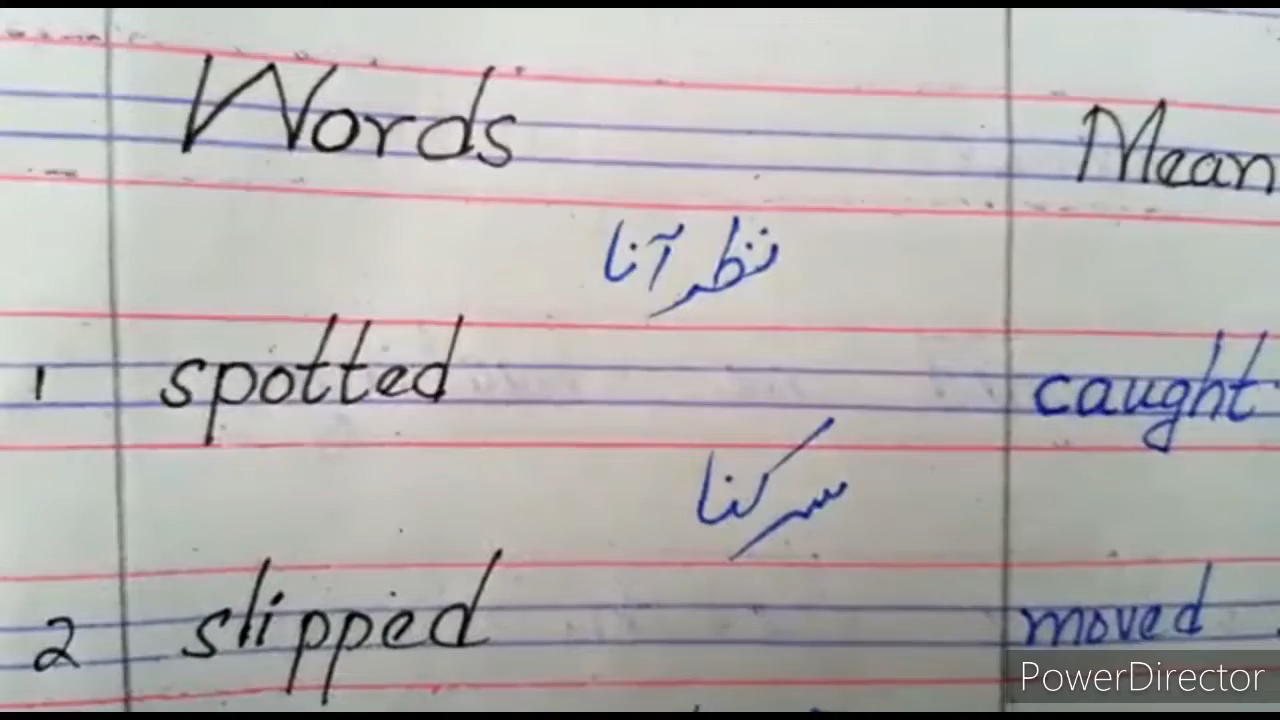 Words Mean
نظر آنا
1 spotted caught
سرکنا
2 slipped moved
PowerDirector